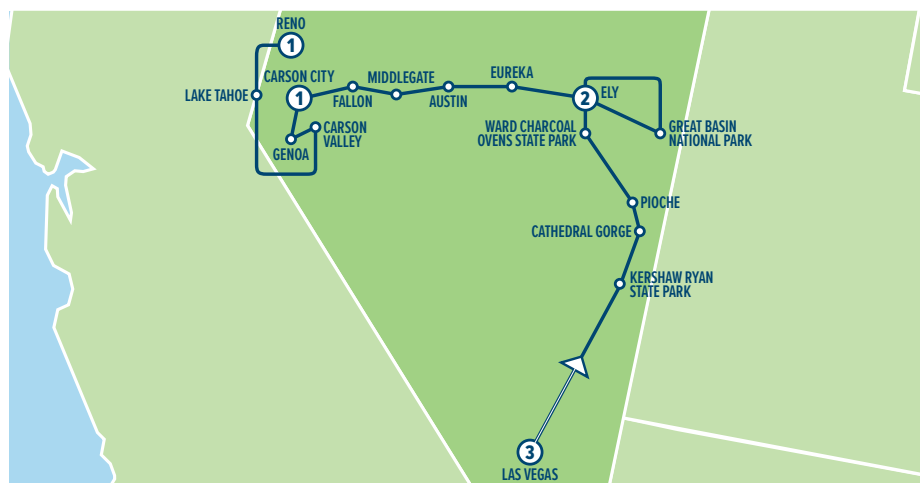 RENO
1
LAKE TAHOE
CARSON CITY
1
FALLON
MIDDLEGATE
AUSTIN
EUREKA
2
ELY
CARSON
VALLEY
GENOA
WARD CHARCOAL
OVENS STATE PARK
GREAT BASIN
NATIONAL PARK
PIOCHE
CATHEDRAL GORGE
KERSHAW RYAN
STATE PARK
3
LAS VEGAS